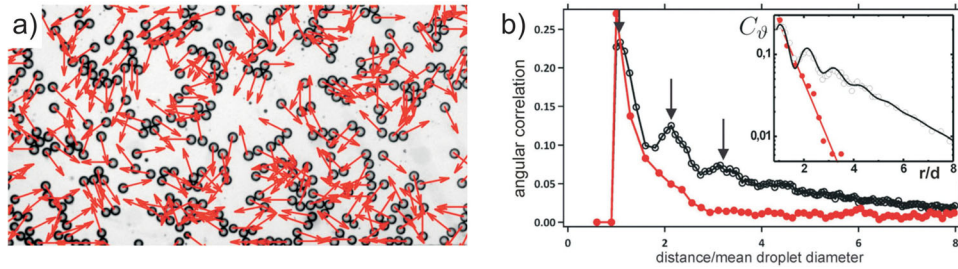 a)
b)
angular correlation
0.25
0.20
0.15
0.10
0.05
0.00
0
2
4
6
8
distance/mean droplet diameter
C_ϑ
0,1
0,01
2
4
6
8
r/d